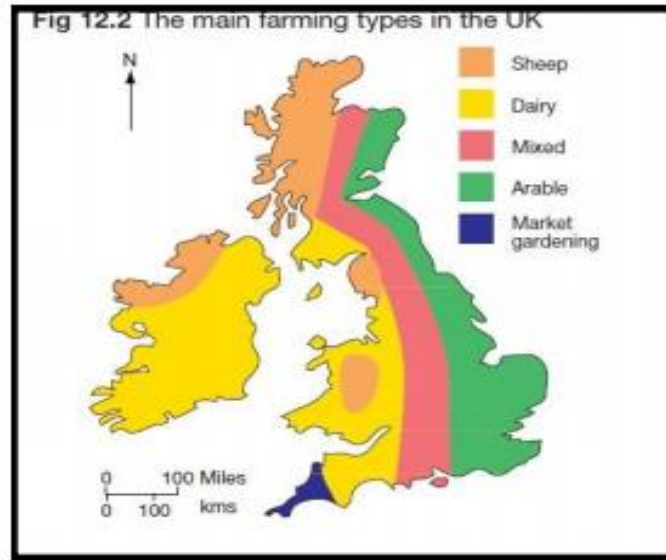 Fig 12.2 The main farming types in the UK
N
Sheep
Dairy
Mixed
Arable
Market
gardening
0 100 Miles
0 100 kms